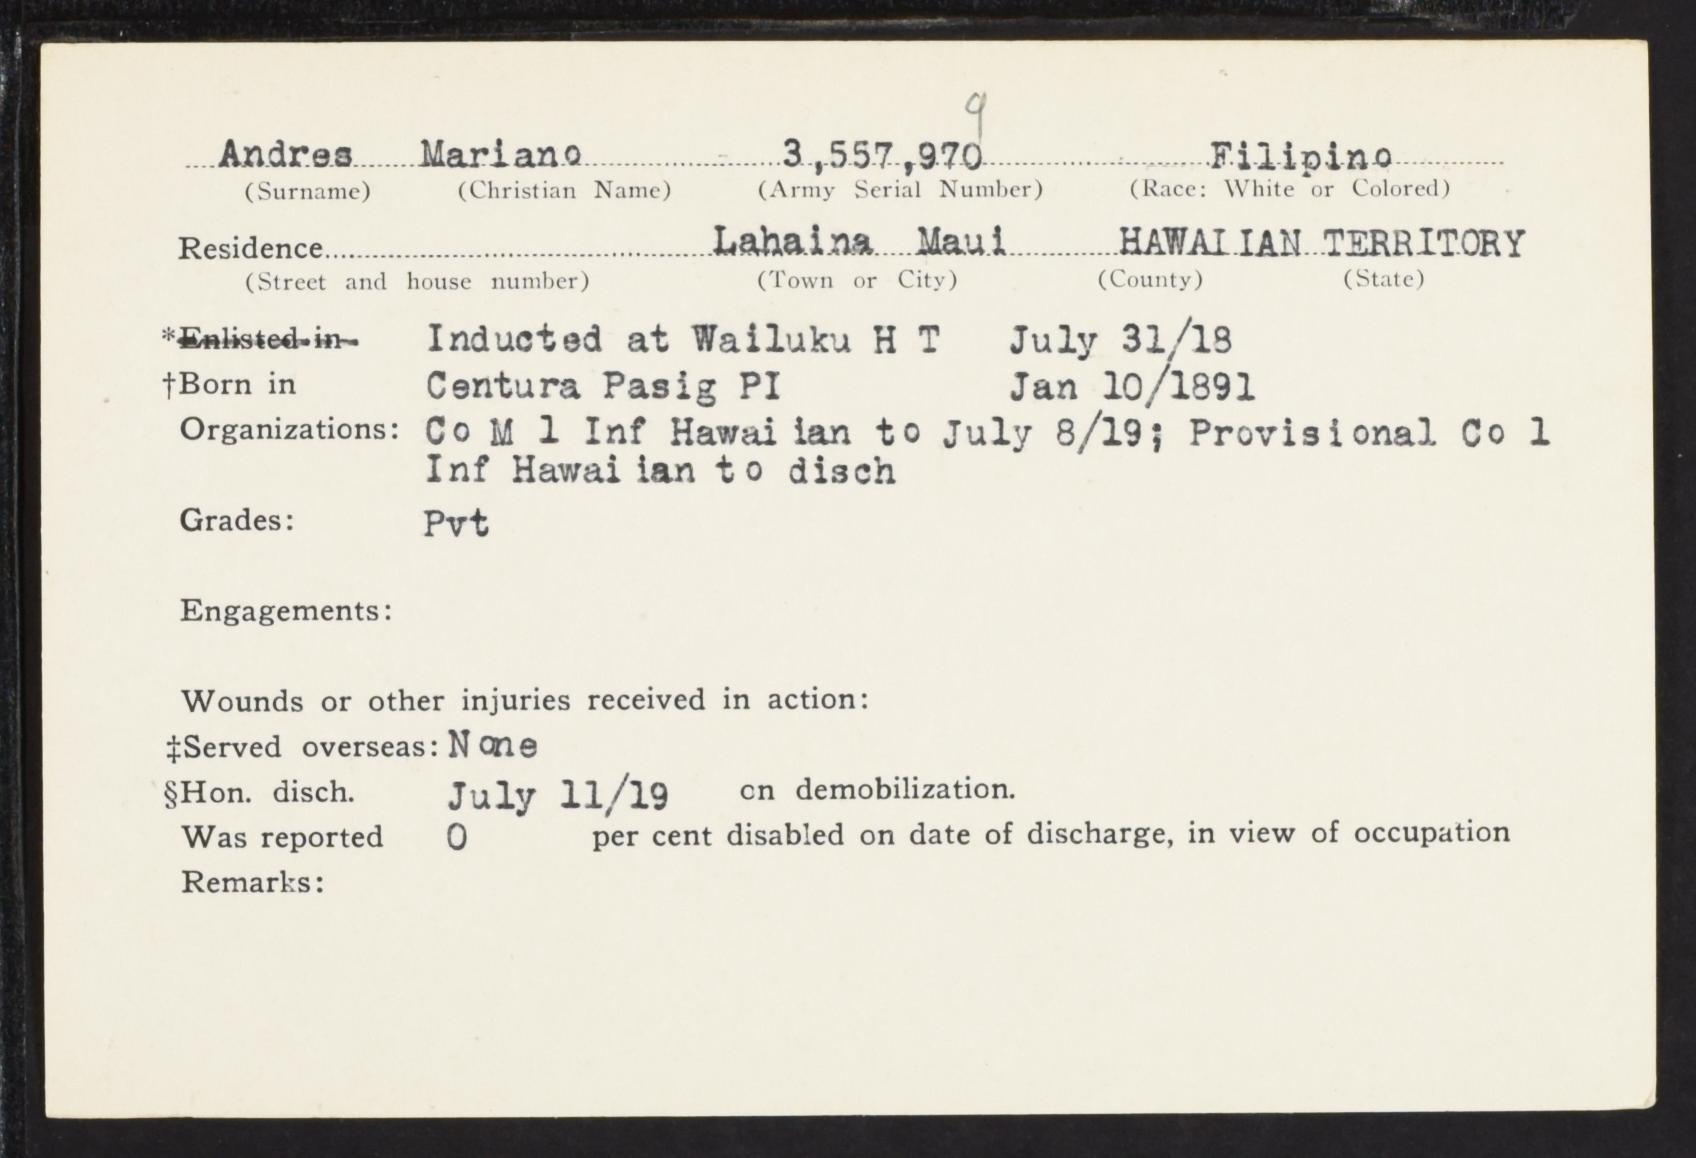 9
Andres Mariano 3,557,970 Filipino
(Surname) (Christian Name) (Army Serial Number) (Race: White or Colored)
Residence Lahaina Maui HAWAIIAN TERRITORY
(Street and house number) (Town or City) (County) (State)
*Enlisted in Inducted at Wailuku H T July 31/18
†Born in Centura Pasig PI Jan 10/1891
Organizations: Co M 1 Inf Hawaiian to July 8/19; Provisional Co 1
Inf Hawaiian to disch
Grades: Pvt
Engagements:
Wounds or other injuries received in action:
‡Served overseas: None
§Hon. disch. July 11/19 on demobilization.
Was reported 0 per cent disabled on date of discharge, in view of occupation
Remarks: